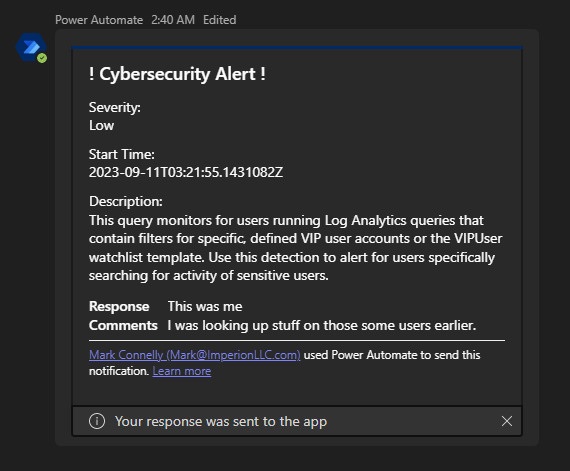 Power Automate 2:40 AM Edited
! Cybersecurity Alert !
Severity:
Low
Start Time:
2023-09-11T03:21:55.1431082Z
Description:
This query monitors for users running Log Analytics queries that
contain filters for specific, defined VIP user accounts or the VIPUser
watchlist template. Use this detection to alert for users specifically
searching for activity of sensitive users.
Response This was me
Comments I was looking up stuff on those some users earlier.
Mark Connelly (Mark@ImperionLLC.com) used Power Automate to send this
notification. Learn more
Your response was sent to the app